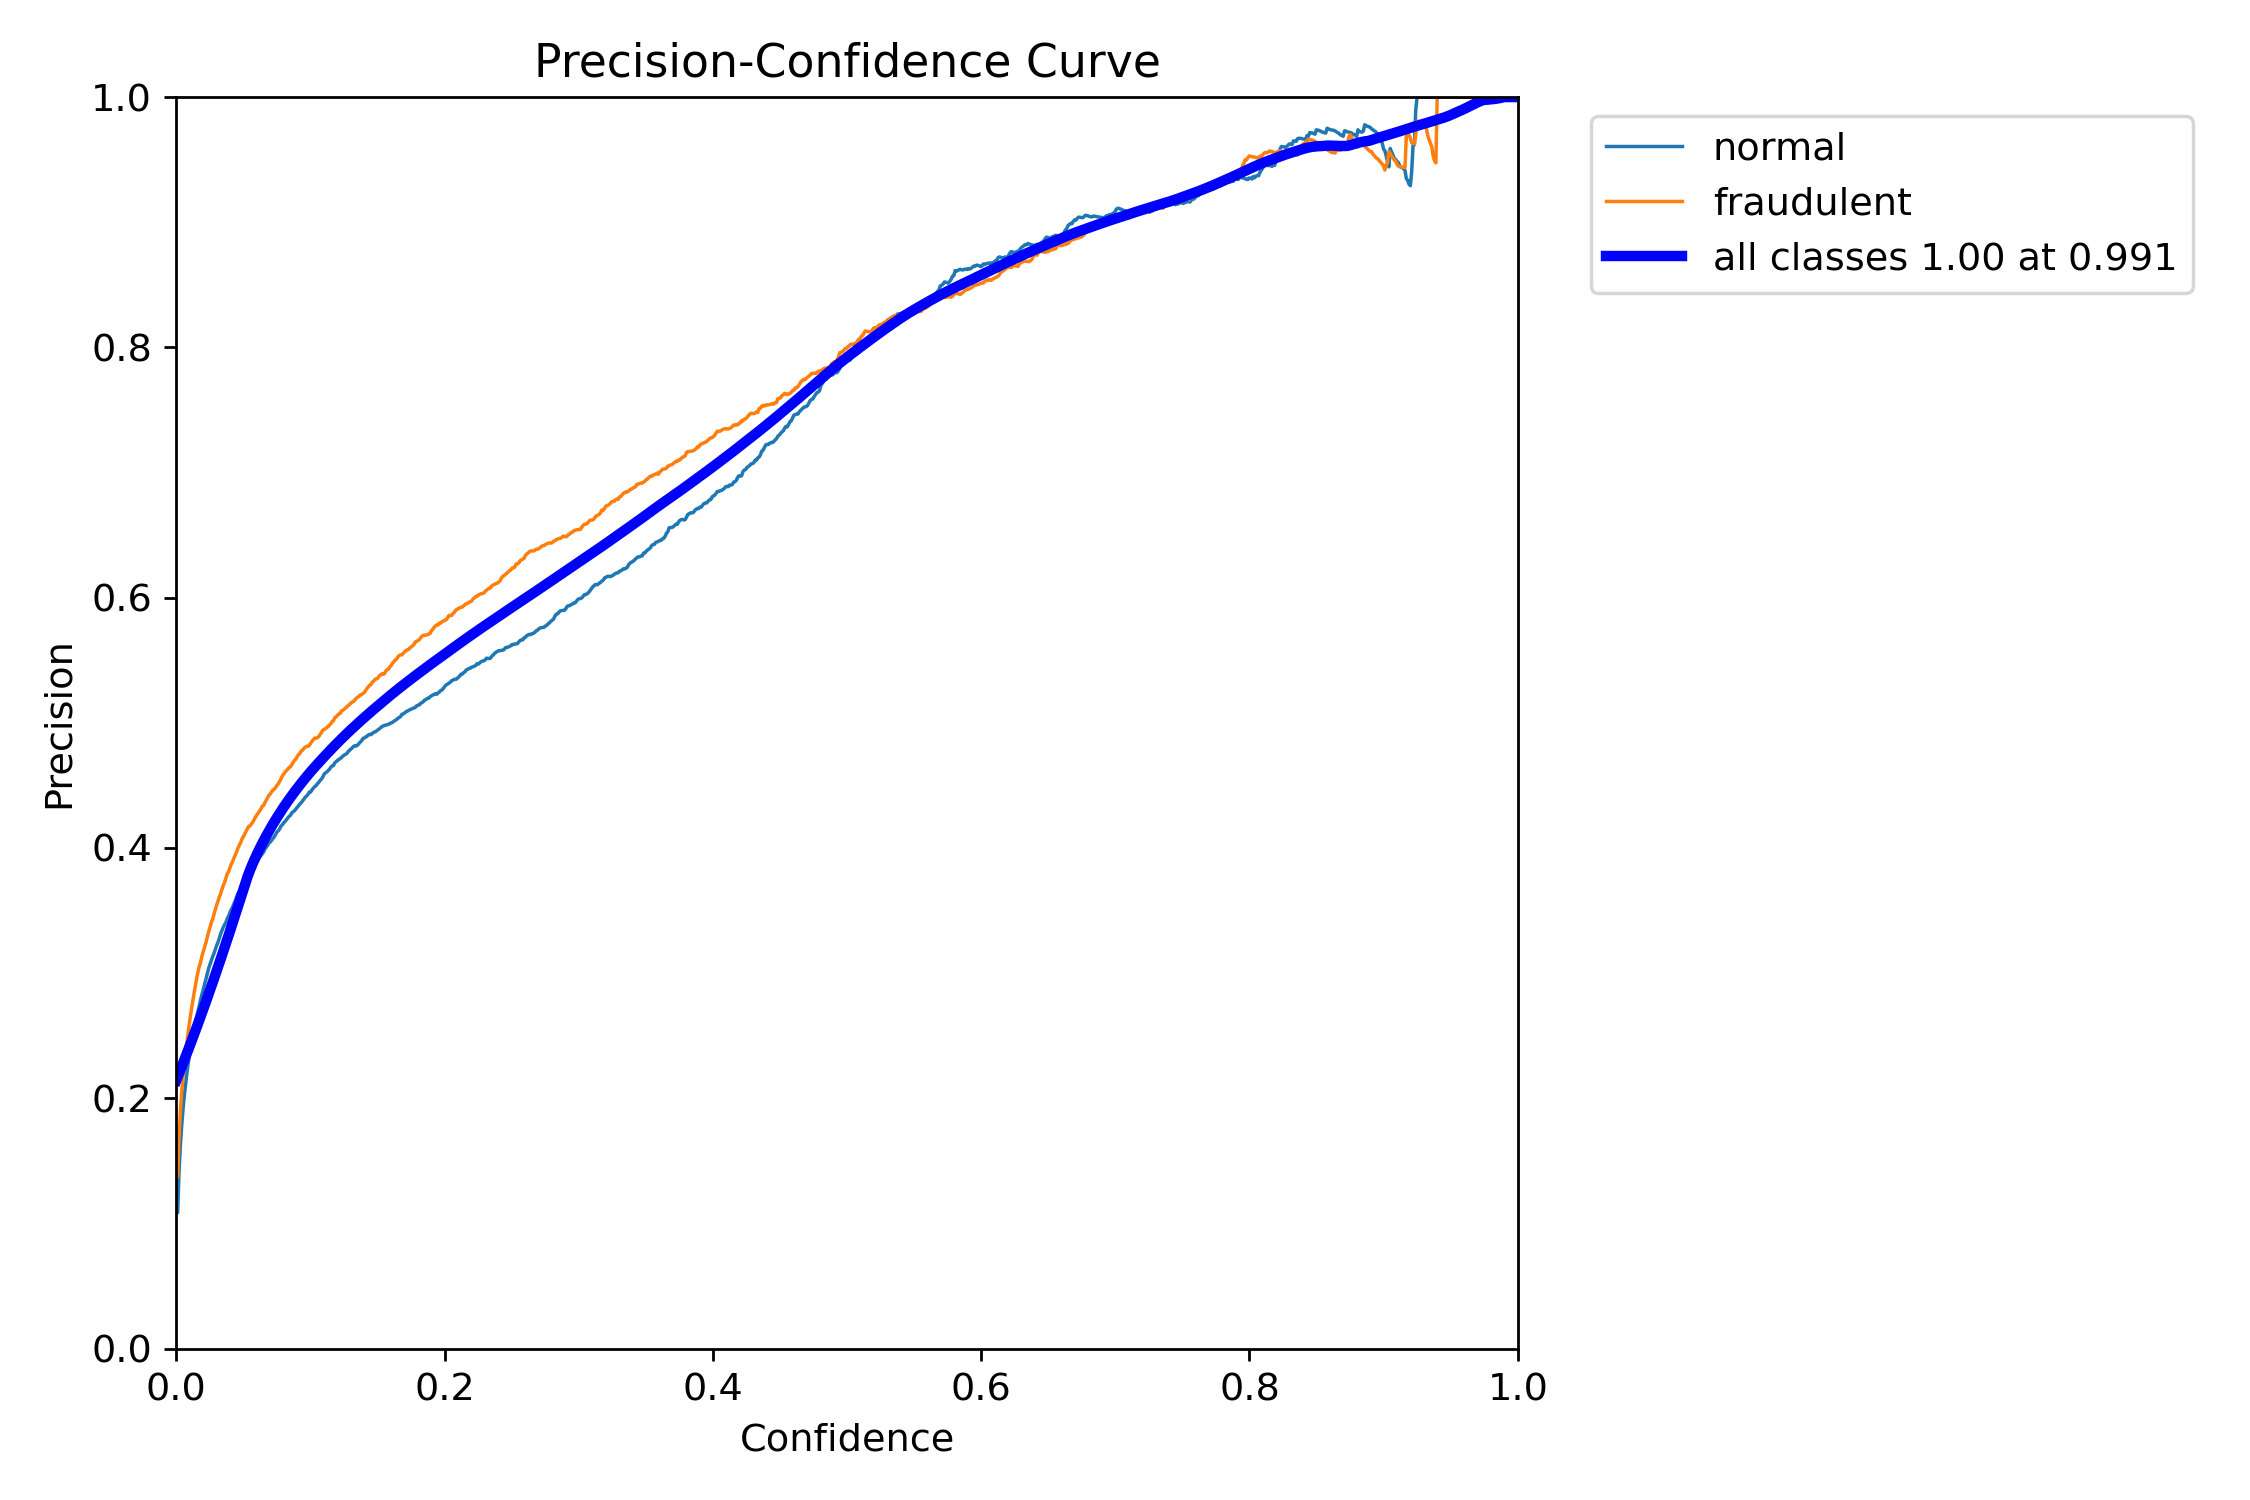 Precision-Confidence Curve
1.0
0.8
0.6
0.4
0.2
0.0
Precision
0.0 0.2 0.4 0.6 0.8 1.0
Confidence
normal
fraudulent
all classes 1.00 at 0.991